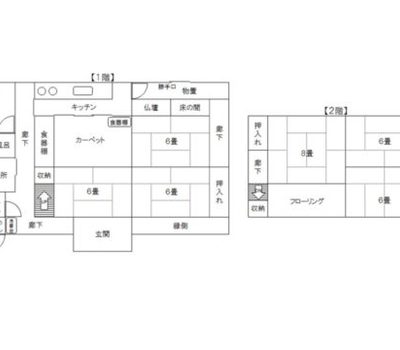 【1階】
勝手口
物置
廊下
キッチン
仏壇
床の間
食器棚
食器棚
カーペット
6畳
廊下
風呂
所
収納
6畳
6畳
押入れ
廊下
玄関
縁側
【2階】
押入れ
8畳
6畳
廊下
収納
フローリング
6畳